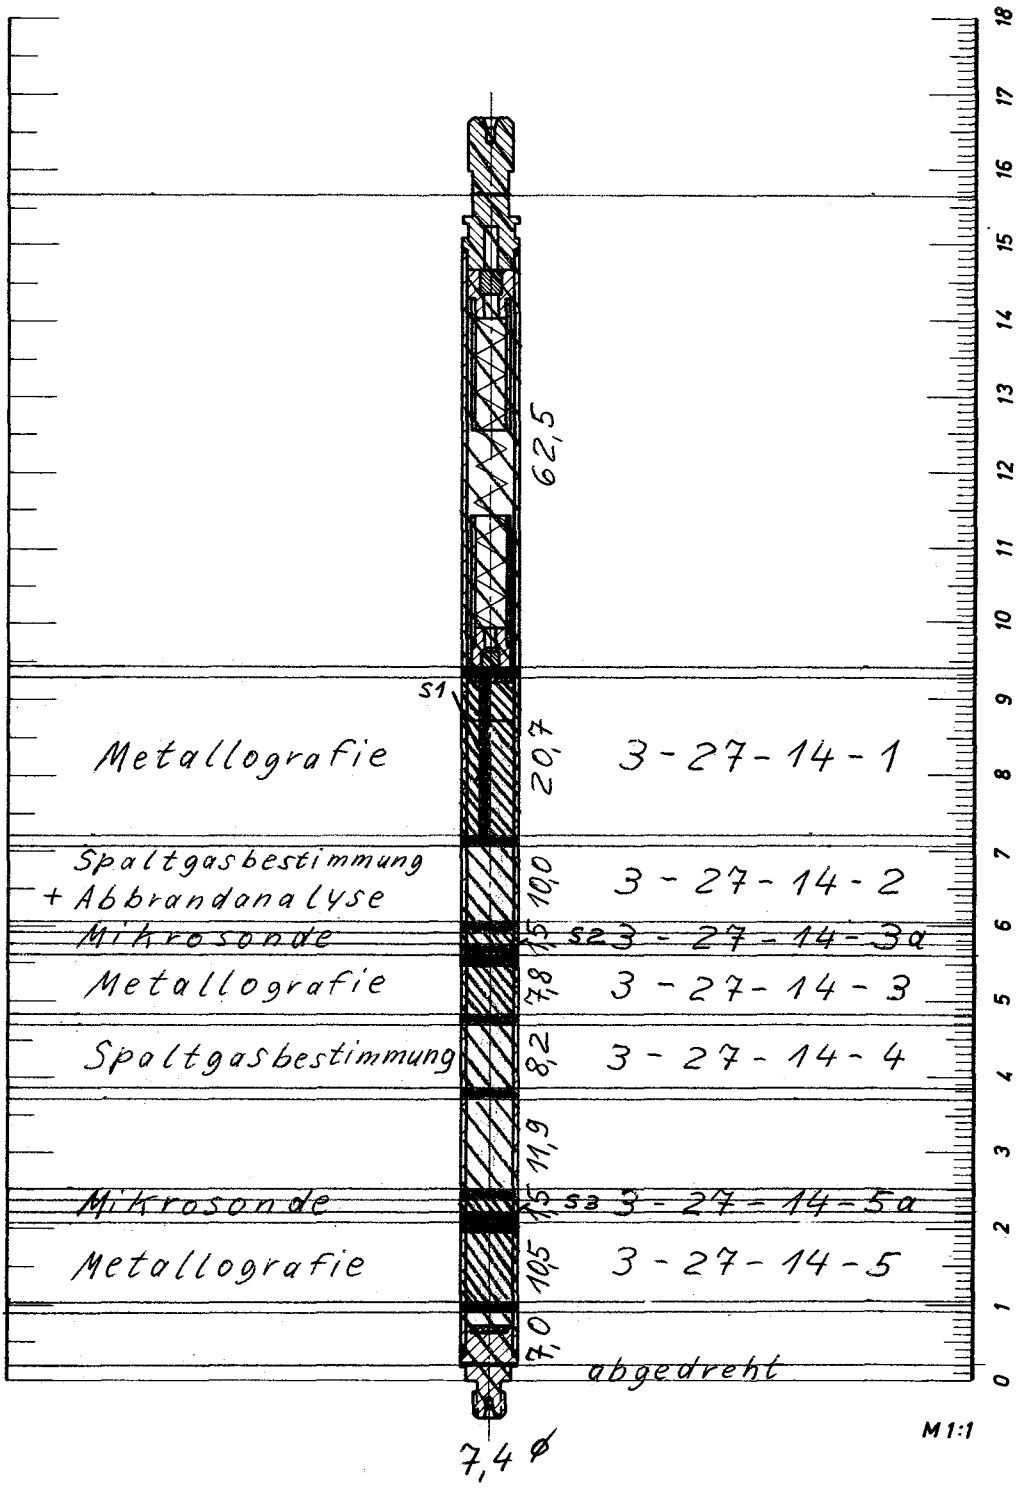 18
17
16
15
14
13
62,5
12
11
10
S1
9
Metallografie 20,7 3-27-14-1
8
7
Spaltgasbestimmung
+ Abbrandanalyse 10,0 3-27-14-2
6
Mikrosonde 1,5 S2 3-27-14-3a
Metallografie 7,8 3-27-14-3
5
Spaltgasbestimmung 8,2 3-27-14-4
4
11,9
3
Mikrosonde 1,5 S3 3-27-14-5a
2
Metallografie 10,5 3-27-14-5
1
7,0
abgedreht
0
M 1:1
7,4 ø